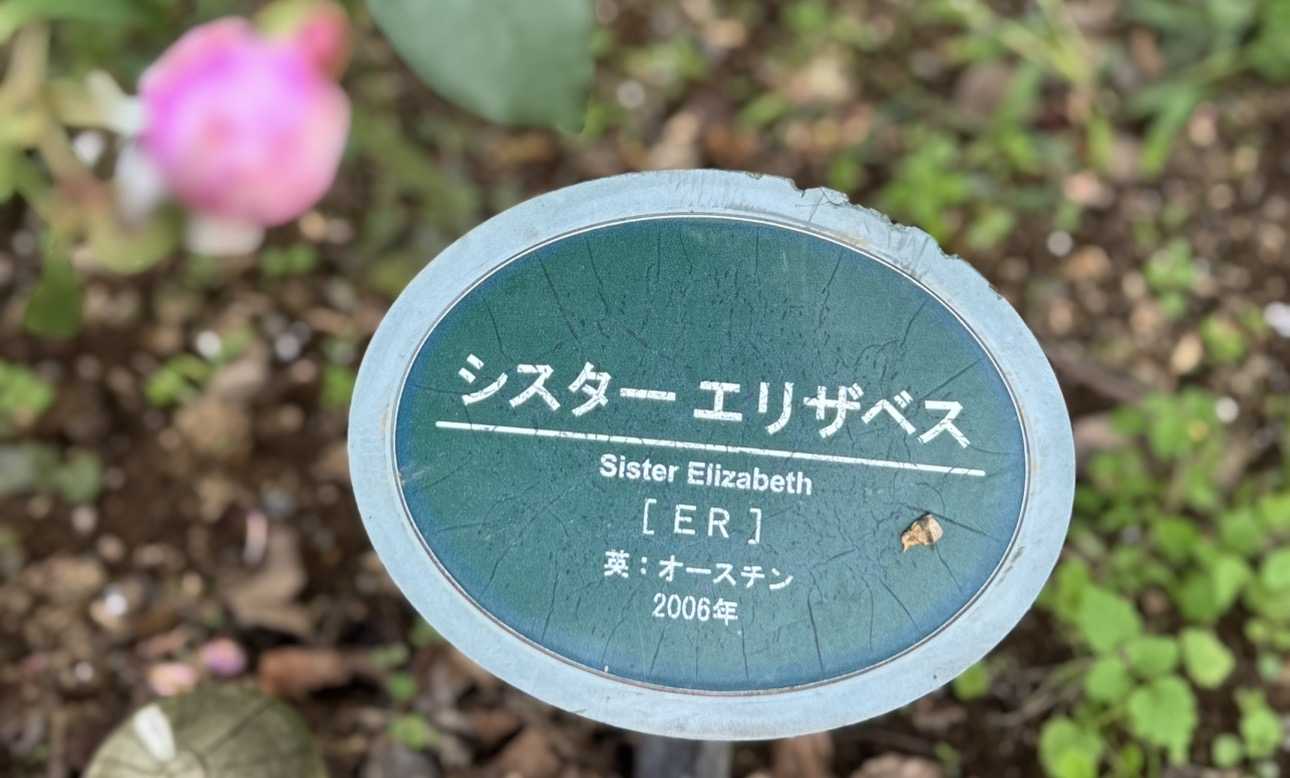 シスター エリザベス
Sister Elizabeth
[ E R ]
英：オースチン
2006年